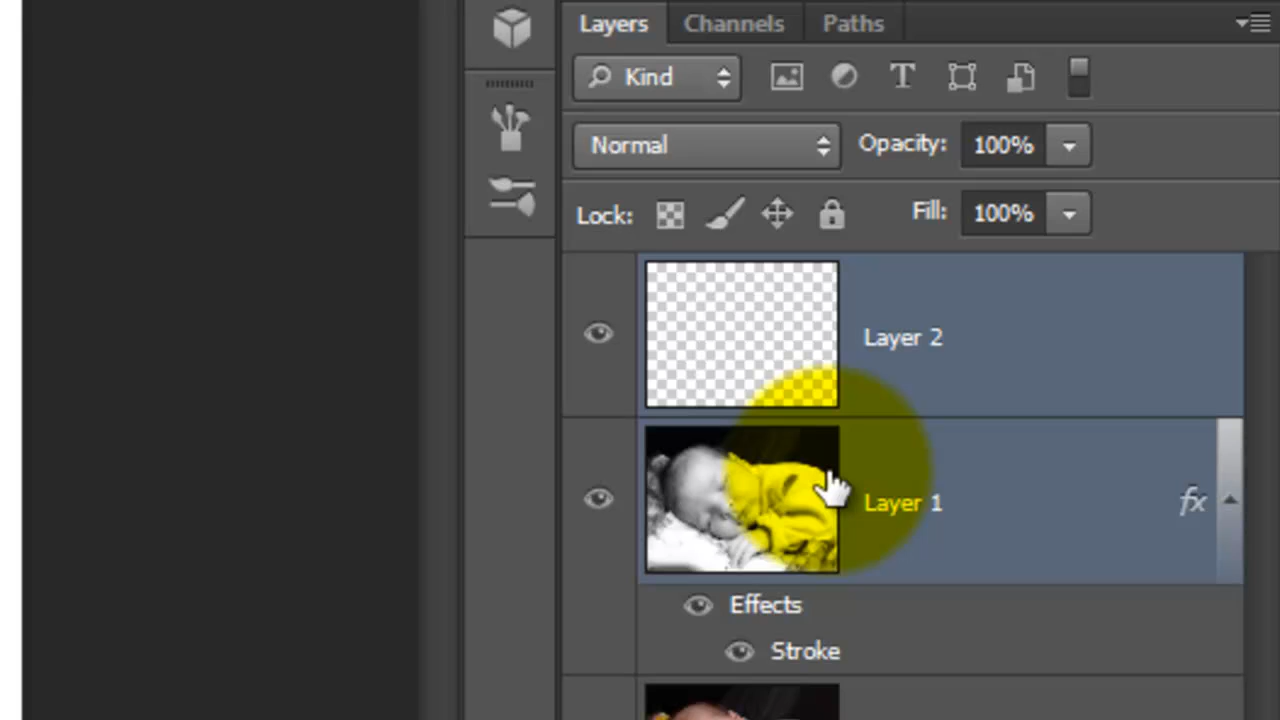 Layers Channels Paths
Kind T
Normal Opacity: 100%
Lock: Fill: 100%
Layer 2
Layer 1 fx
Effects
Stroke